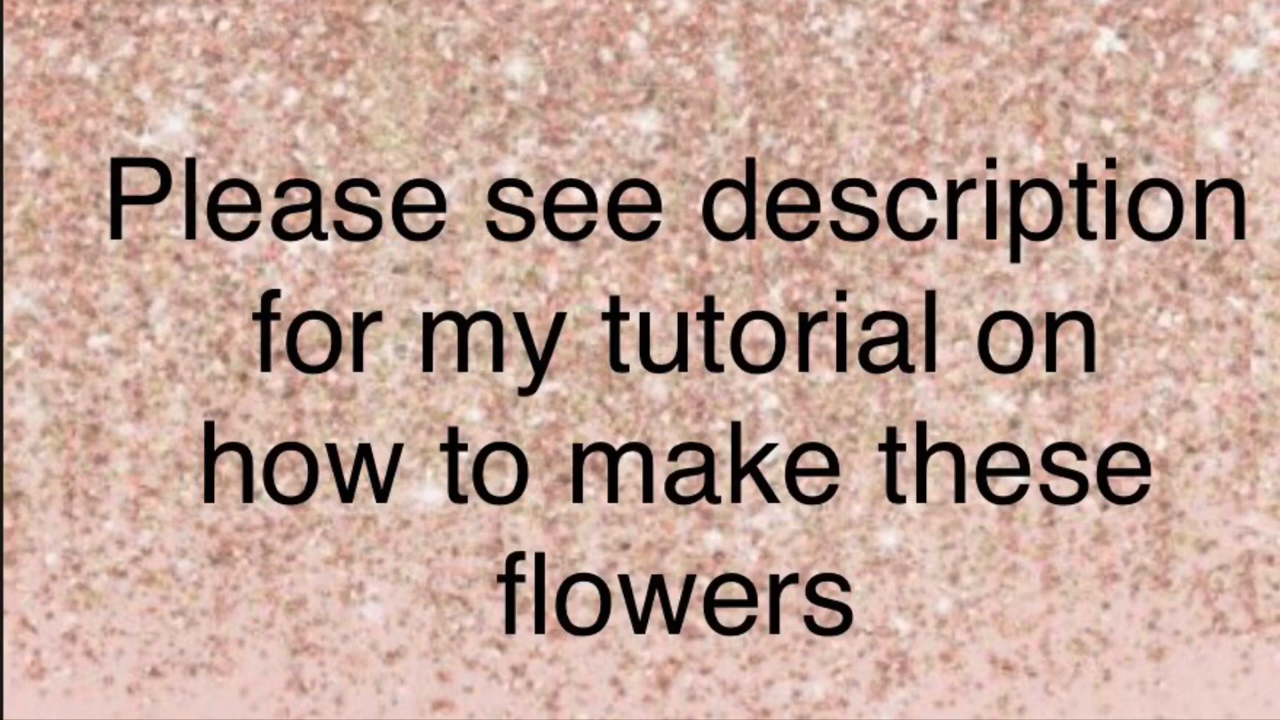 Please see description
for my tutorial on
how to make these
flowers